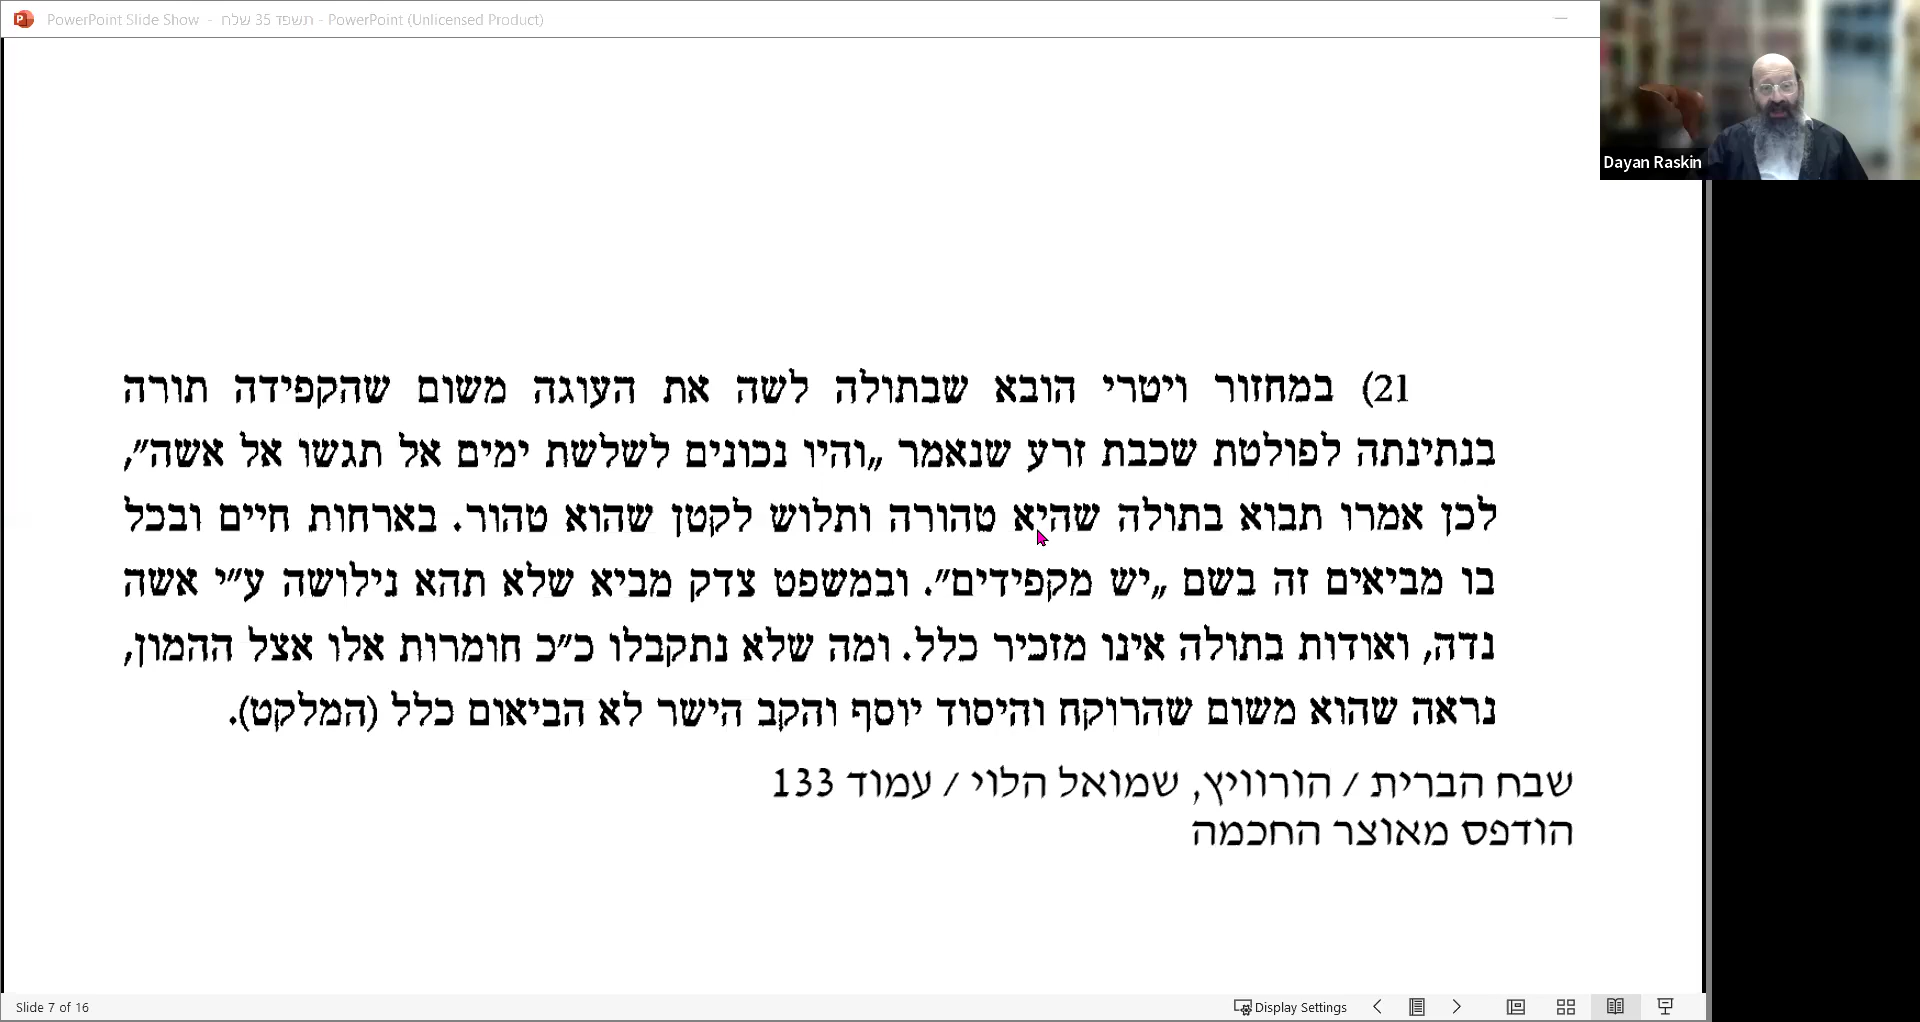 PowerPoint Slide Show - תשפד 35 שלח - PowerPoint (Unlicensed Product)
Dayan Raskin
21) במחזור ויטרי הובא שבתולה לשה את העוגה משום שהקפידה תורה
בנתינתה לפולטת שכבת זרע שנאמר „והיו נכונים לשלשת ימים אל תגשו אל אשה״,
לכן אמרו תבוא בתולה שהיא טהורה ותלוש לקטן שהוא טהור. בארחות חיים ובכל
בו מביאים זה בשם „יש מקפידים״. ובמשפט צדק מביא שלא תהא נילושה ע״י אשה
נדה, ואודות בתולה אינו מזכיר כלל. ומה שלא נתקבלו כ״כ חומרות אלו אצל ההמון,
נראה שהוא משום שהרוקח והיסוד יוסף והקב הישר לא הביאום כלל (המלקט).
שבח הברית / הורוויץ, שמואל הלוי / עמוד 133
הודפס מאוצר החכמה
Slide 7 of 16
Display Settings